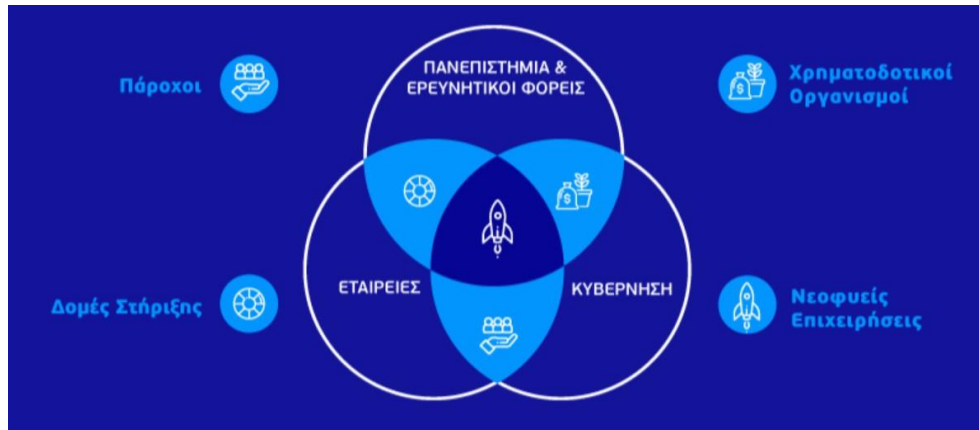 ΠΑΝΕΠΙΣΤΗΜΙΑ &
ΕΡΕΥΝΗΤΙΚΟΙ ΦΟΡΕΙΣ
Πάροχοι
Χρηματοδοτικοί
Οργανισμοί
$
$
ΕΤΑΙΡΕΙΕΣ
ΚΥΒΕΡΝΗΣΗ
Δομές Στήριξης
Νεοφυείς
Επιχειρήσεις